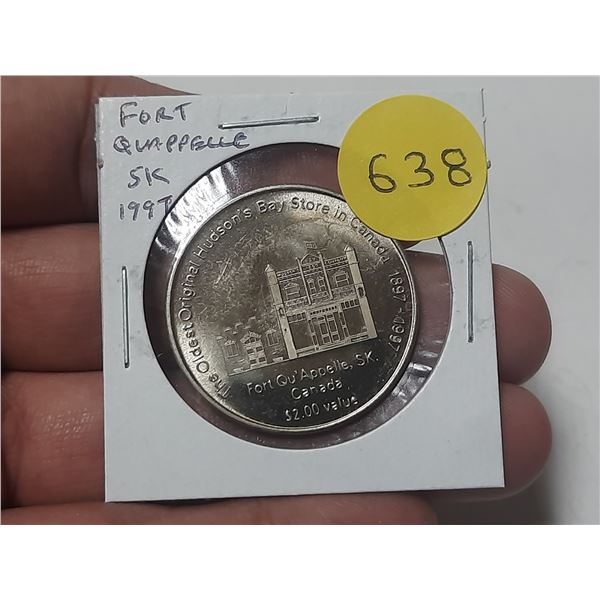 FORT
QUAPPELLE
SK
1997
638
The Oldest Original Hudson's Bay Store in Canada 1897-1997
Fort Qu'Appelle, SK.
Canada
$2.00 value